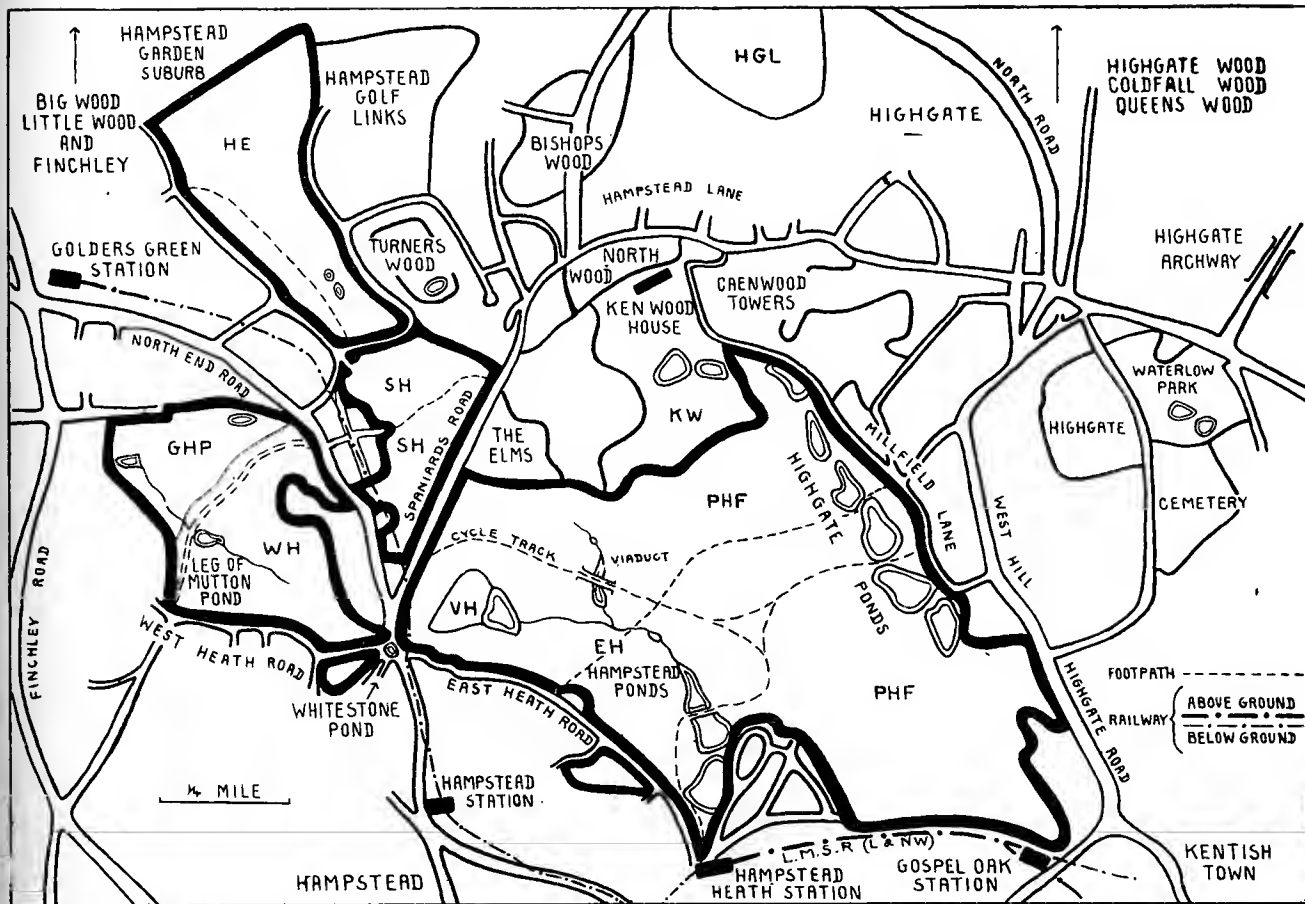 HAMPSTEAD
GARDEN
SUBURB
BIG WOOD
LITTLE WOOD
AND
FINCHLEY
HE
HAMPSTEAD
GOLF
LINKS
BISHOPS
WOOD
HGL
HIGHGATE
NORTH ROAD
HIGHGATE WOOD
COLDFALL WOOD
QUEENS WOOD
GOLDERS GREEN
STATION
TURNERS
WOOD
HAMPSTEAD LANE
NORTH
WOOD
KEN WOOD
HOUSE
CAENWOOD
TOWERS
HIGHGATE
ARCHWAY
NORTH END ROAD
SH
SH
SPANIARDS ROAD
THE
ELMS
KW
WATERLOW
PARK
HIGHGATE
CEMETERY
GHP
WH
LEG OF
MUTTON
POND
PHF
HIGHGATE
PONDS
MILLFIELD
LANE
WEST HILL
FINCHLEY ROAD
CYCLE TRACK
VIADUCT
VH
EH
HAMPSTEAD
PONDS
PHF
WEST HEATH ROAD
WHITESTONE
POND
EAST HEATH ROAD
HIGHGATE ROAD
FOOTPATH
RAILWAY
ABOVE GROUND
BELOW GROUND
¼ MILE
HAMPSTEAD
STATION
HAMPSTEAD
L.M.S.R (L & NW)
HAMPSTEAD
HEATH STATION
GOSPEL OAK
STATION
KENTISH
TOWN